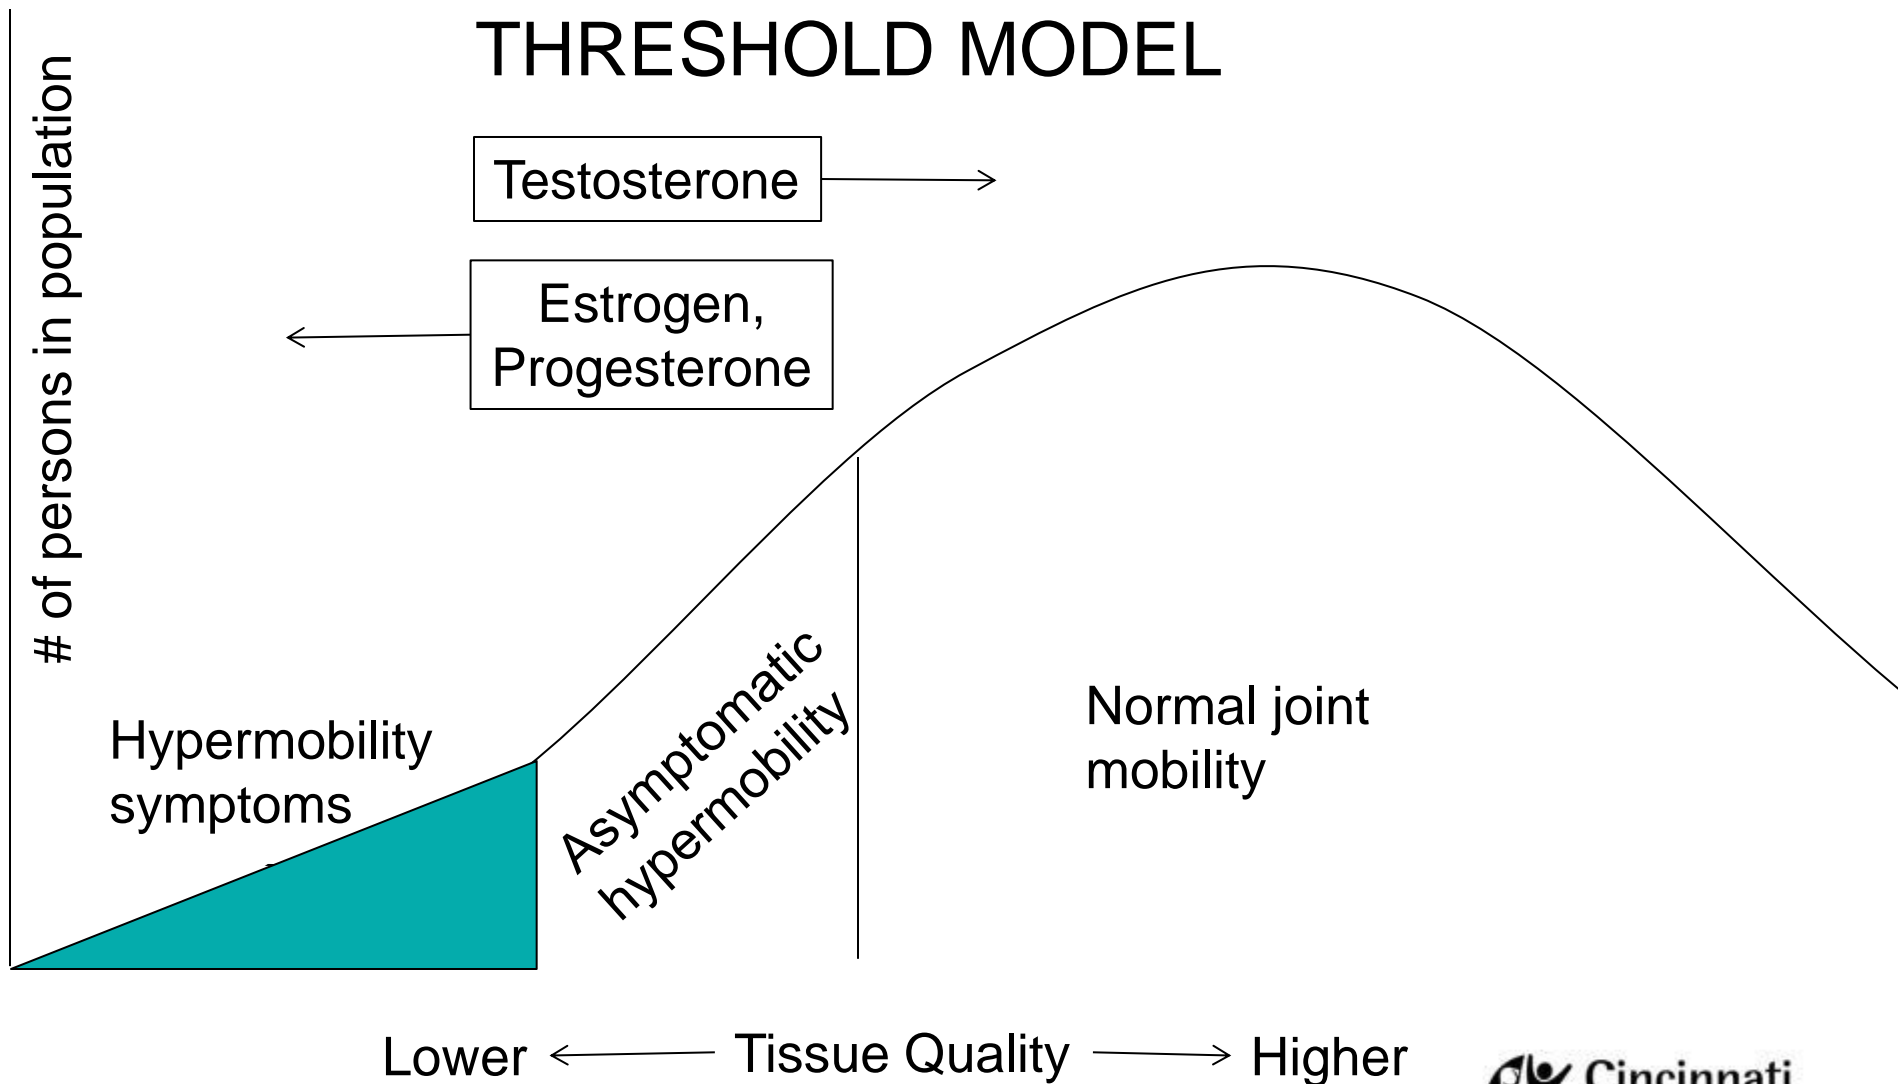 THRESHOLD MODEL
# of persons in population
Testosterone
Estrogen,
Progesterone
Hypermobility
symptoms
Asymptomatic
hypermobility
Normal joint
mobility
Lower
Tissue Quality
Higher
Cincinnati